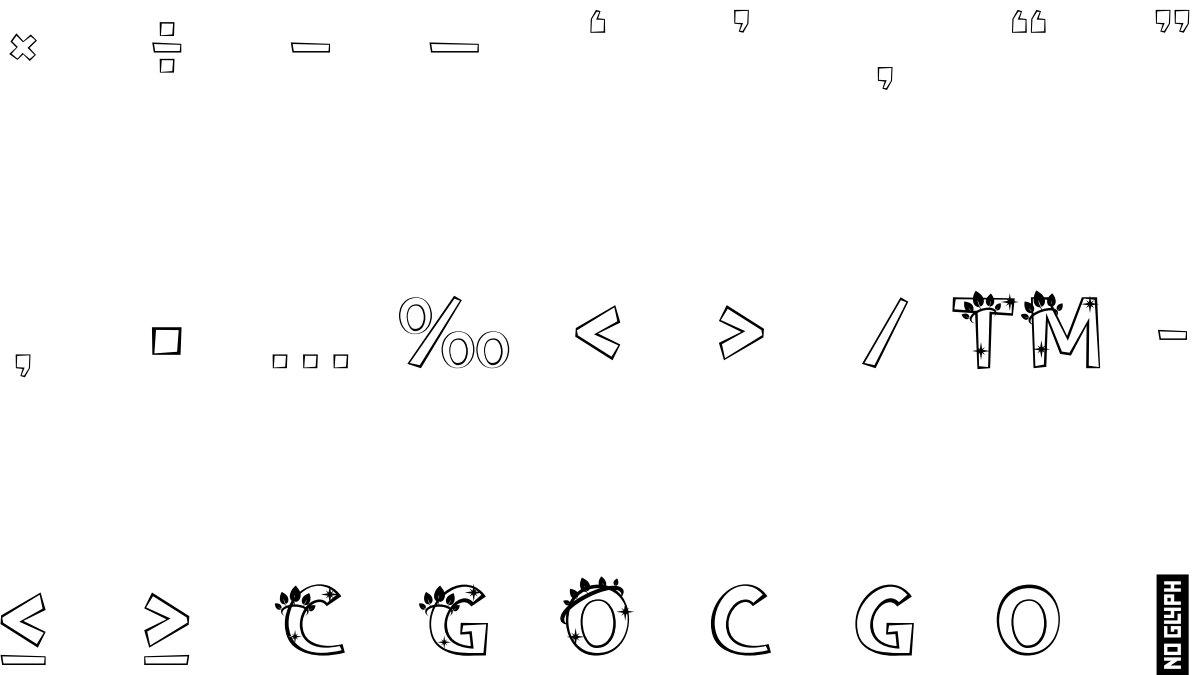 × ÷ – — ‘ ’ ‚ “ ”
‚ ▪ … ‰ < > / TM -
≤ ≥ C G O C G O NO GLYPH